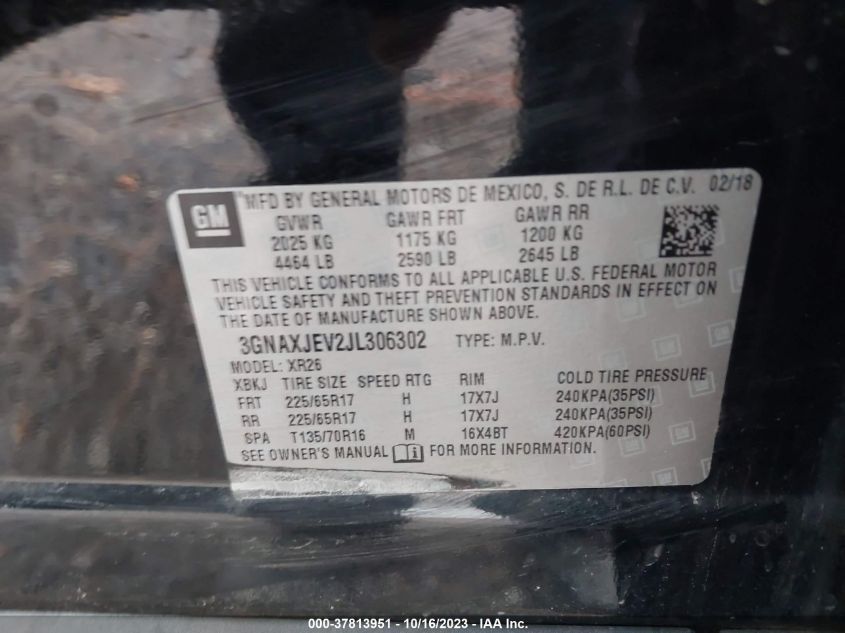 GM
MFD BY GENERAL MOTORS DE MEXICO, S. DE R.L. DE C.V. 02/18
GVWR GAWR FRT GAWR RR
2025 KG 1175 KG 1200 KG
4464 LB 2590 LB 2645 LB
THIS VEHICLE CONFORMS TO ALL APPLICABLE U.S. FEDERAL MOTOR
VEHICLE SAFETY AND THEFT PREVENTION STANDARDS IN EFFECT ON
THE DATE OF MANUFACTURE SHOWN ABOVE.
3GNAXJEV2JL306302 TYPE: M.P.V.
MODEL: XR26
XBKJ TIRE SIZE SPEED RTG RIM COLD TIRE PRESSURE
FRT 225/65R17 H 17X7J 240KPA(35PSI)
RR 225/65R17 H 17X7J 240KPA(35PSI)
SPA T135/70R16 M 16X4BT 420KPA(60PSI)
SEE OWNER'S MANUAL FOR MORE INFORMATION.
000-37813951 - 10/16/2023 - IAA Inc.